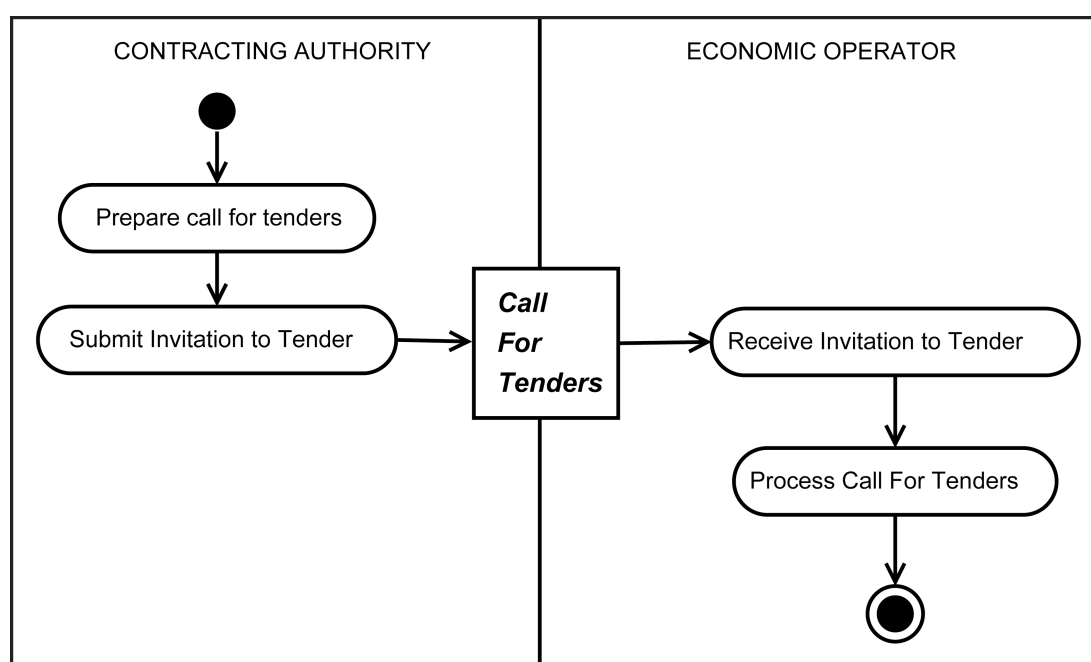 CONTRACTING AUTHORITY
ECONOMIC OPERATOR
Prepare call for tenders
Submit Invitation to Tender
Call
For
Tenders
Receive Invitation to Tender
Process Call For Tenders